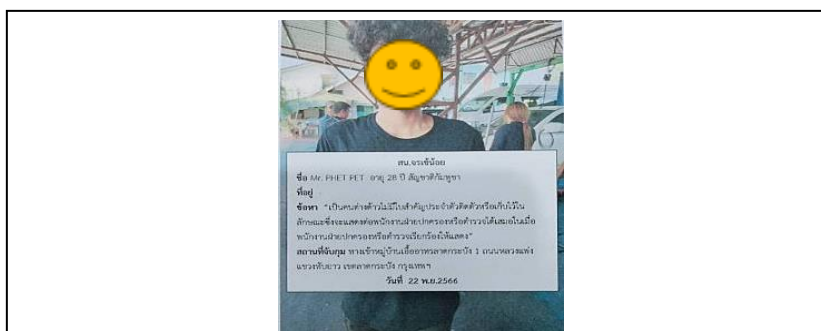 สน.จรเข้น้อย
ชื่อ Mr. PHET PET อายุ 28 ปี สัญชาติกัมพูชา
ที่อยู่
ข้อหา "เป็นคนต่างด้าวไม่มีใบสำคัญประจำตัวติดตัวหรือเก็บไว้ใน
ลักษณะซึ่งจะแสดงต่อพนักงานฝ่ายปกครองหรือตำรวจได้เสมอในเมื่อ
พนักงานฝ่ายปกครองหรือตำรวจเรียกร้องให้แสดง"
สถานที่จับกุม ทางเข้าหมู่บ้านเอื้ออาทรลาดกระบัง 1 ถนนหลวงแพ่ง
แขวงทับยาว เขตลาดกระบัง กรุงเทพฯ
วันที่ 22 พ.ย.2566